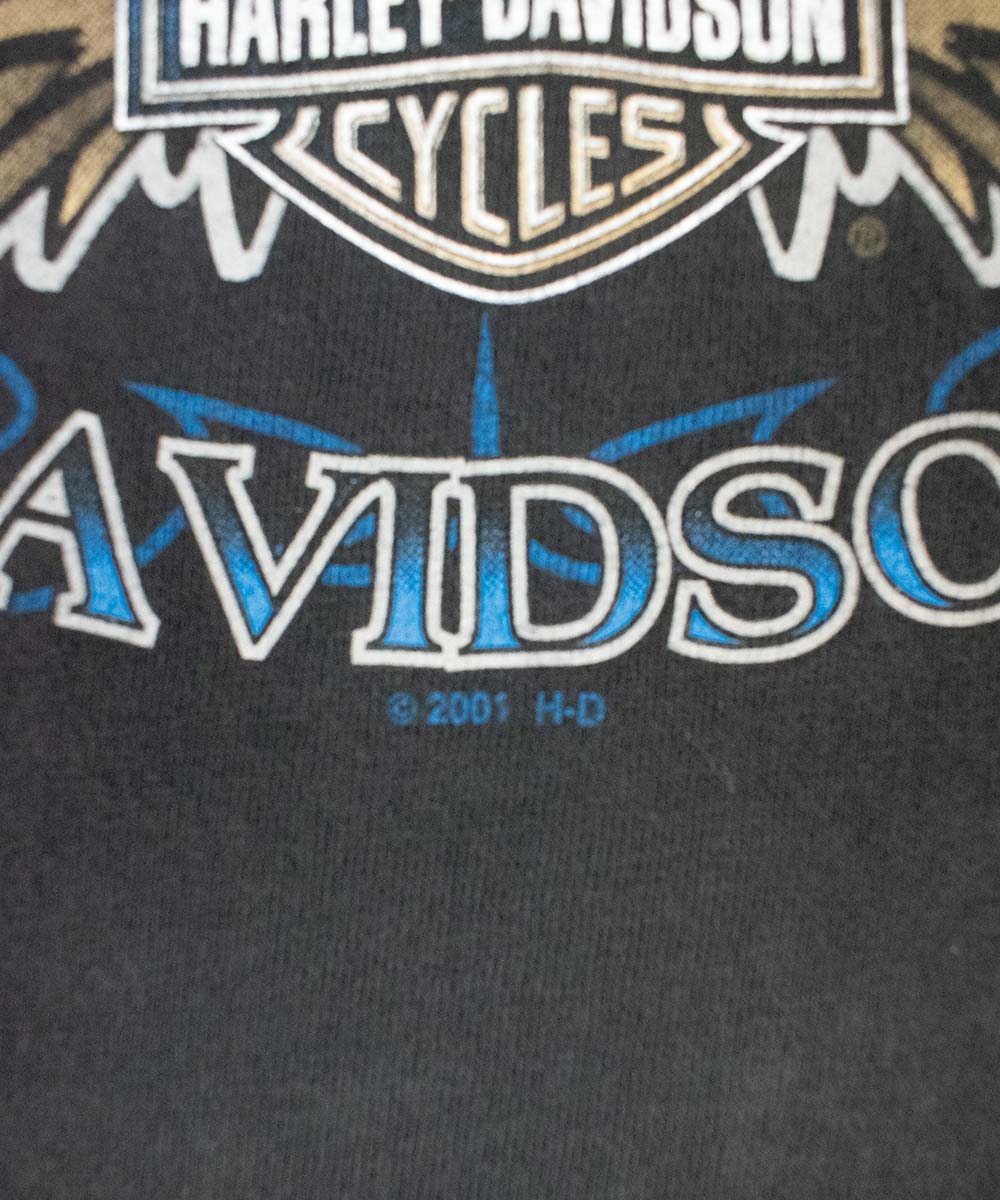 HARLEY-DAVIDSON
CYCLES
®
AVIDSO
© 2001 H-D